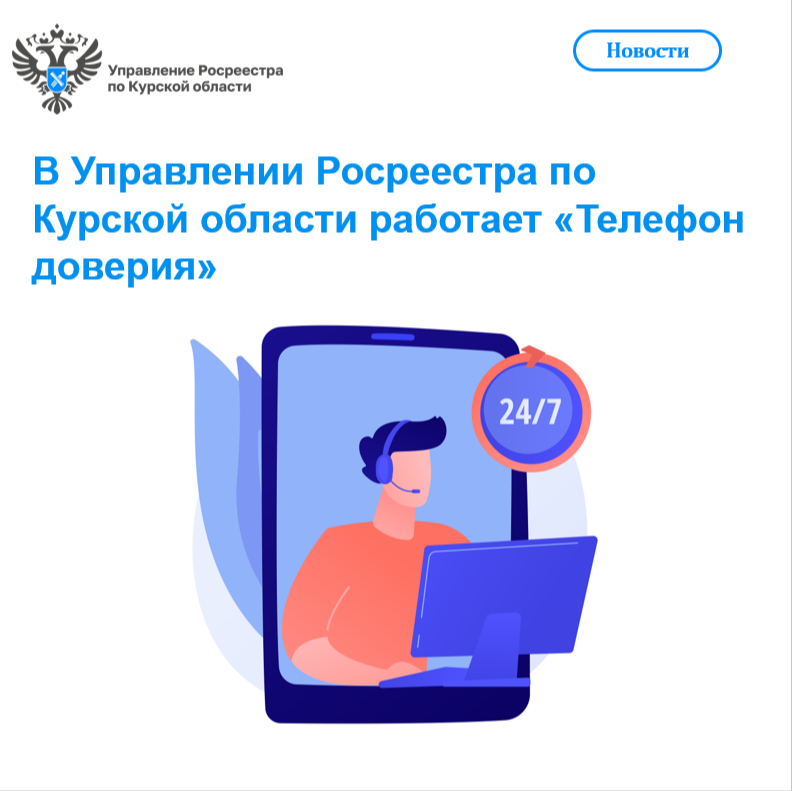 Управление Росреестра
по Курской области
Новости
В Управлении Росреестра по
Курской области работает «Телефон
доверия»
24/7